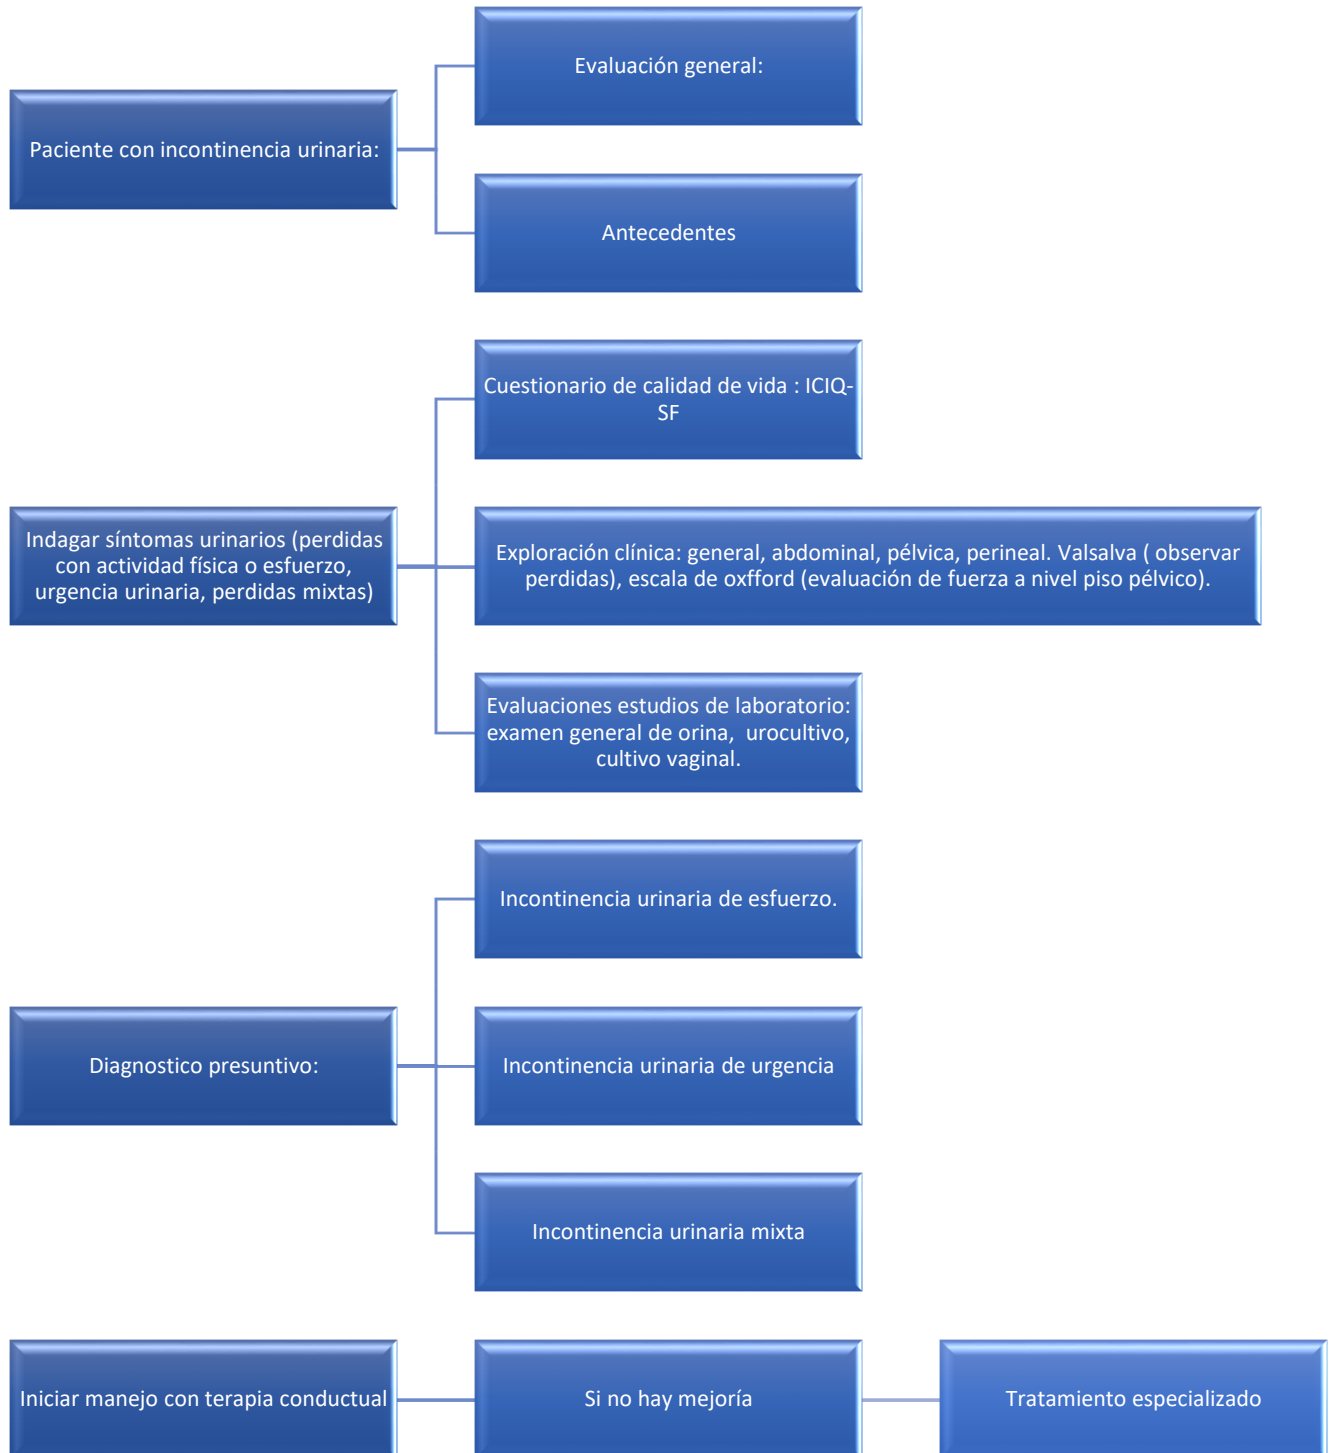 Evaluación general:
Paciente con incontinencia urinaria:
Antecedentes
Cuestionario de calidad de vida : ICIQ-
SF
Indagar síntomas urinarios (perdidas
con actividad física o esfuerzo,
urgencia urinaria, perdidas mixtas)
Exploración clínica: general, abdominal, pélvica, perineal. Valsalva ( observar
perdidas), escala de oxfford (evaluación de fuerza a nivel piso pélvico).
Evaluaciones estudios de laboratorio:
examen general de orina, urocultivo,
cultivo vaginal.
Incontinencia urinaria de esfuerzo.
Diagnostico presuntivo:
Incontinencia urinaria de urgencia
Incontinencia urinaria mixta
Iniciar manejo con terapia conductual
Si no hay mejoría
Tratamiento especializado